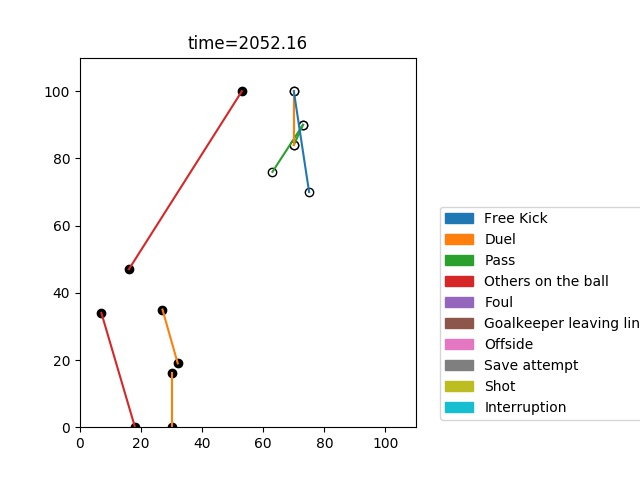 time=2052.16
100
80
60
40
20
0
0 20 40 60 80 100
Free Kick
Duel
Pass
Others on the ball
Foul
Goalkeeper leaving lin
Offside
Save attempt
Shot
Interruption